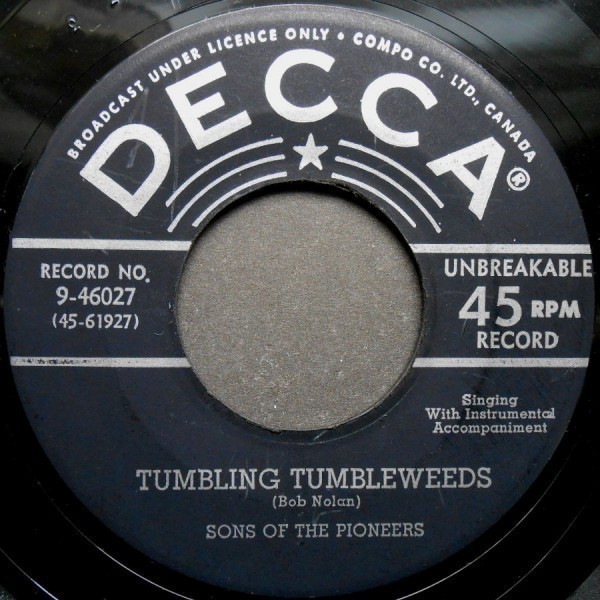 BROADCAST UNDER LICENCE ONLY • COMPO CO. LTD., CANADA
DECCA®
RECORD NO.
9-46027
(45-61927)
UNBREAKABLE
45 RPM
RECORD
Singing
With Instrumental
Accompaniment
TUMBLING TUMBLEWEEDS
(Bob Nolan)
SONS OF THE PIONEERS